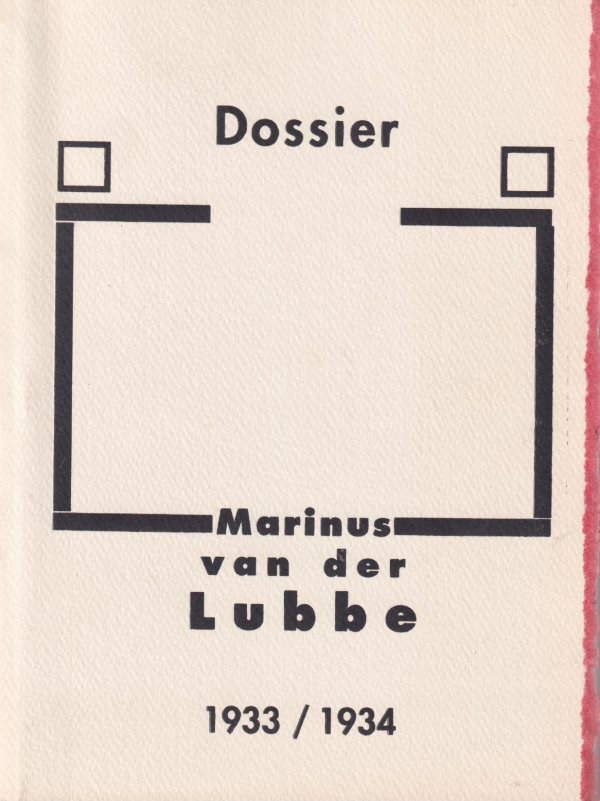 Dossier
Marinus
van der
Lubbe
1933 / 1934